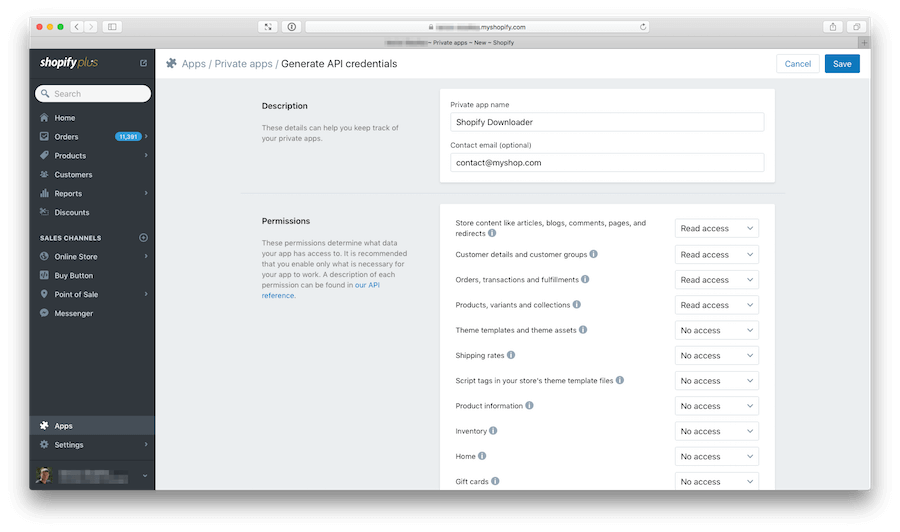 myshopify.com
– Private apps – New – Shopify
shopifyplus
Apps / Private apps / Generate API credentials
Cancel
Save
Search
Home
Orders
11,391
Products
Customers
Reports
Discounts
SALES CHANNELS
Online Store
Buy Button
Point of Sale
Messenger
Apps
Settings
Description
These details can help you keep track of
your private apps.
Private app name
Shopify Downloader
Contact email (optional)
contact@myshop.com
Permissions
These permissions determine what data
your app has access to. It is recommended
that you enable only what is necessary for
your app to work. A description of each
permission can be found in our API
reference.
Store content like articles, blogs, comments, pages, and
redirects
Read access
Customer details and customer groups
Read access
Orders, transactions and fulfillments
Read access
Products, variants and collections
Read access
Theme templates and theme assets
No access
Shipping rates
No access
Script tags in your store's theme template files
No access
Product information
No access
Inventory
No access
Home
No access
Gift cards
No access